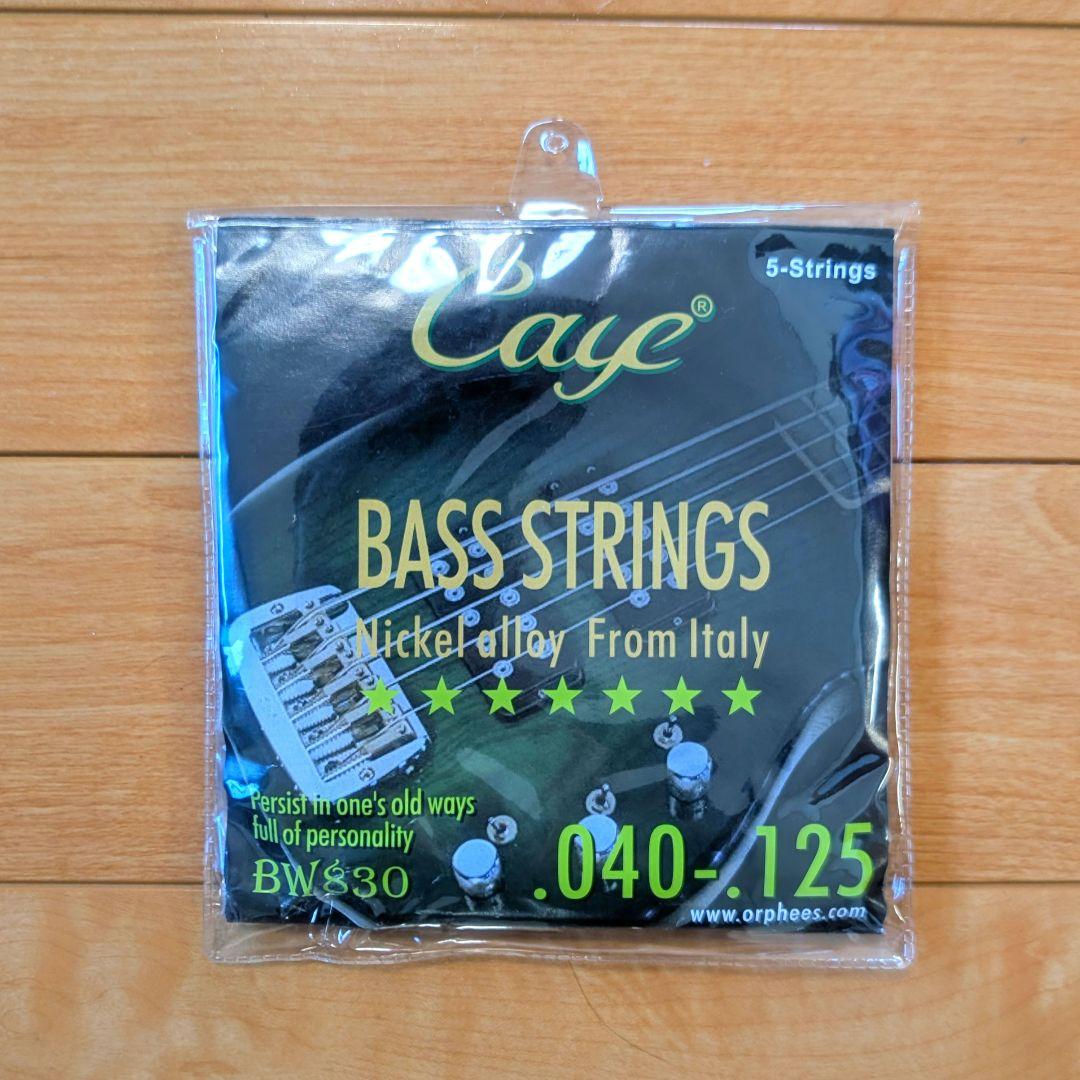 5-Strings
Caye®
BASS STRINGS
Nickel alloy From Italy
Persist in one's old ways
full of personality
BW830
.040-.125
www.orphees.com